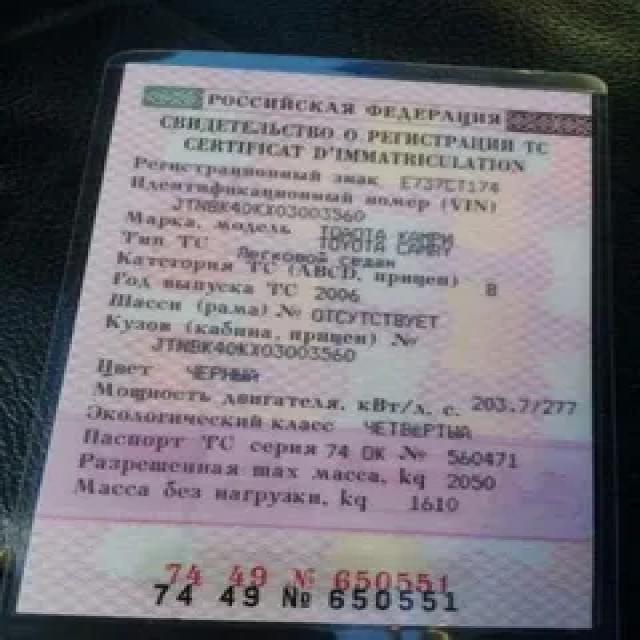 РОССИЙСКАЯ ФЕДЕРАЦИЯ
СВИДЕТЕЛЬСТВО О РЕГИСТРАЦИИ ТС
CERTIFICAT D'IMMATRICULATION
Регистрационный знак Е737СТ174
Идентификационный номер (VIN)
JTNBK40KX03003560
Марка, модель ТОЙОТА КАМРИ
TOYOTA CAMRY
Тип ТС Легковой седан
Категория ТС (ABCD, прицеп) B
Год выпуска ТС 2006
Шасси (рама) № ОТСУТСТВУЕТ
Кузов (кабина, прицеп) №
JTNBK40KX03003560
Цвет ЧЕРНЫЙ
Мощность двигателя, кВт/л. с. 203.7/277
Экологический класс ЧЕТВЕРТЫЙ
Паспорт ТС серия 74 ОК № 560471
Разрешенная max масса, kg 2050
Масса без нагрузки, kg 1610
74 49 № 650551
74 49 № 650551